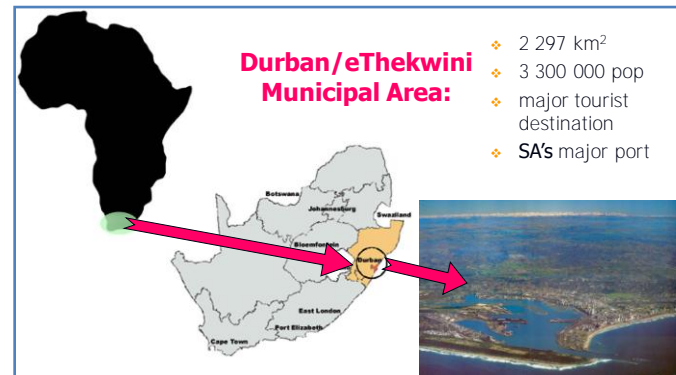 Durban/eThekwini
Municipal Area:
❖ 2 297 km²
❖ 3 300 000 pop
❖ major tourist
destination
❖ SA's major port
Botswana
Johannesburg
Swaziland
Bloemfontein
Durban
East London
Port Elizabeth
Cape Town